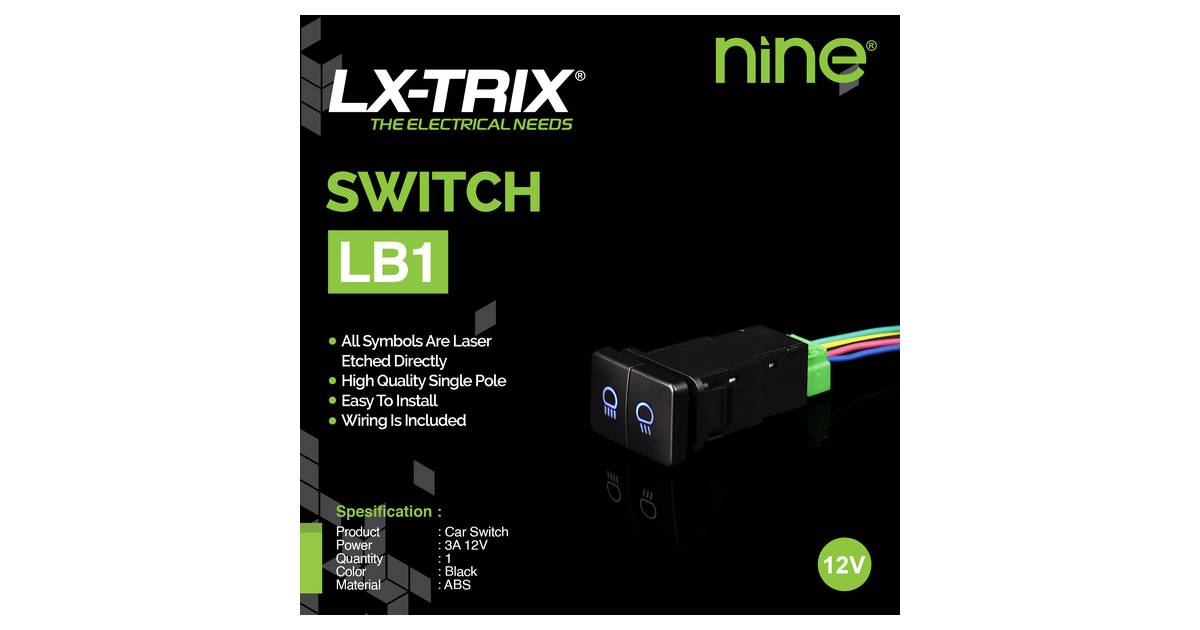 nine®
LX-TRIX®
THE ELECTRICAL NEEDS
SWITCH
LB1
All Symbols Are Laser
Etched Directly
High Quality Single Pole
Easy To Install
Wiring Is Included
Spesification :
Product : Car Switch
Power : 3A 12V
Quantity : 1
Color : Black
Material : ABS
12V